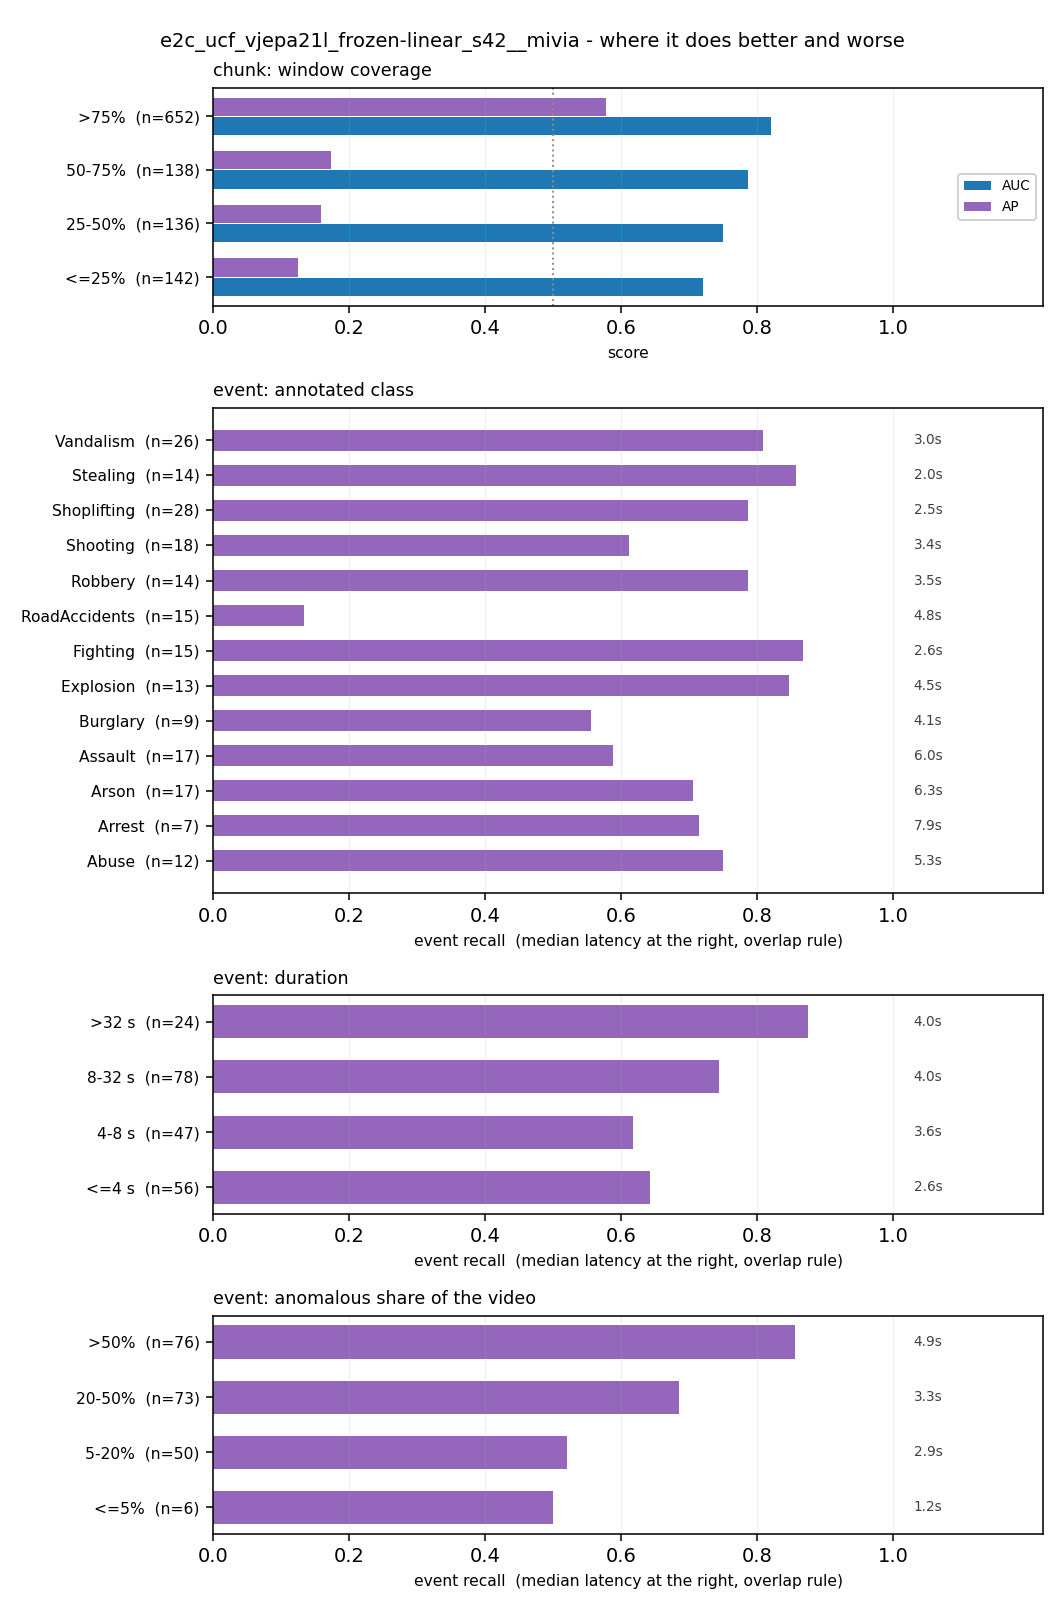 e2c_ucf_vjepa21l_frozen-linear_s42__mivia - where it does better and worse
chunk: window coverage
>75%  (n=652)
50-75%  (n=138)
25-50%  (n=136)
<=25%  (n=142)
AUC
AP
0.0 0.2 0.4 0.6 0.8 1.0
score
event: annotated class
Vandalism  (n=26) 3.0s
Stealing  (n=14) 2.0s
Shoplifting  (n=28) 2.5s
Shooting  (n=18) 3.4s
Robbery  (n=14) 3.5s
RoadAccidents  (n=15) 4.8s
Fighting  (n=15) 2.6s
Explosion  (n=13) 4.5s
Burglary  (n=9) 4.1s
Assault  (n=17) 6.0s
Arson  (n=17) 6.3s
Arrest  (n=7) 7.9s
Abuse  (n=12) 5.3s
0.0 0.2 0.4 0.6 0.8 1.0
event recall  (median latency at the right, overlap rule)
event: duration
>32 s  (n=24) 4.0s
8-32 s  (n=78) 4.0s
4-8 s  (n=47) 3.6s
<=4 s  (n=56) 2.6s
0.0 0.2 0.4 0.6 0.8 1.0
event recall  (median latency at the right, overlap rule)
event: anomalous share of the video
>50%  (n=76) 4.9s
20-50%  (n=73) 3.3s
5-20%  (n=50) 2.9s
<=5%  (n=6) 1.2s
0.0 0.2 0.4 0.6 0.8 1.0
event recall  (median latency at the right, overlap rule)